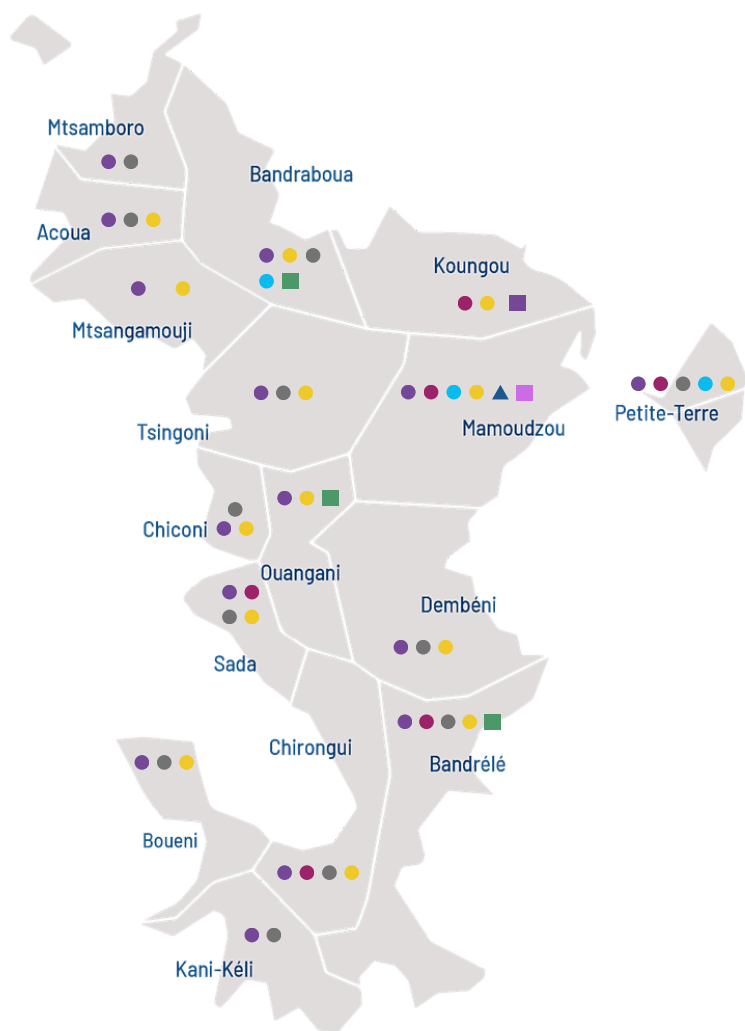 Mtsamboro
Bandraboua
Acoua
Koungou
Mtsangamouji
Petite-Terre
Tsingoni
Mamoudzou
Chiconi
Ouangani
Dembéni
Sada
Chirongui
Bandrélé
Boueni
Kani-Kéli